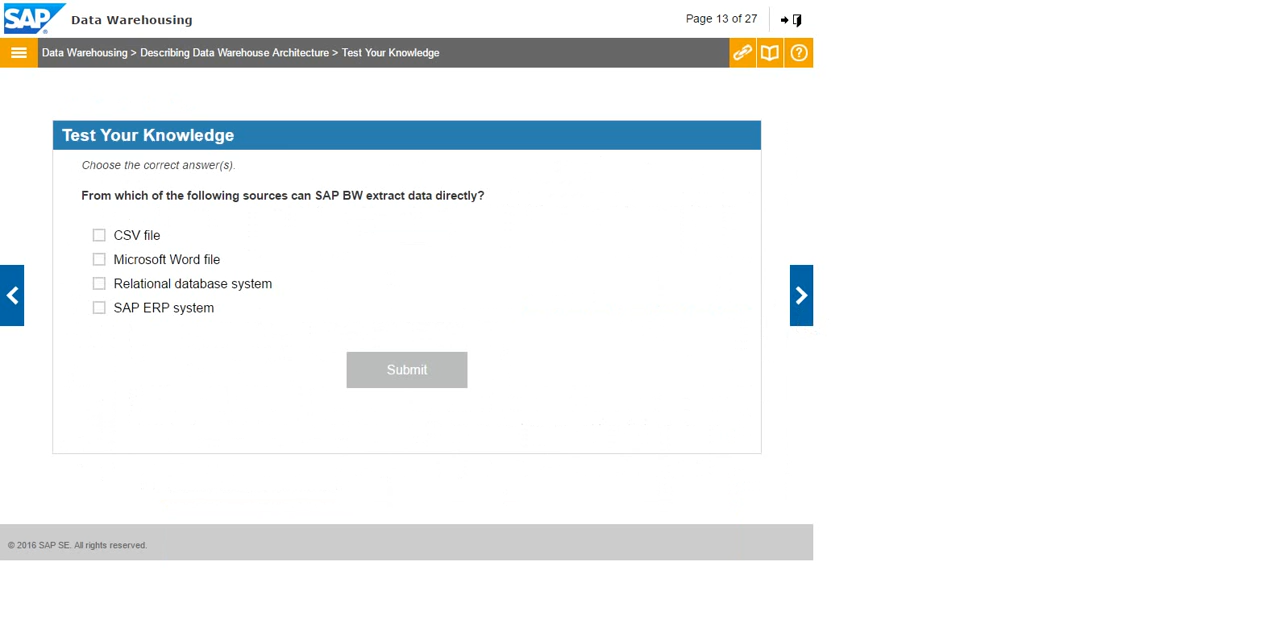 SAP
®
Data Warehousing
Page 13 of 27
Data Warehousing > Describing Data Warehouse Architecture > Test Your Knowledge
Test Your Knowledge
Choose the correct answer(s).
From which of the following sources can SAP BW extract data directly?
CSV file
Microsoft Word file
Relational database system
SAP ERP system
Submit
© 2016 SAP SE. All rights reserved.